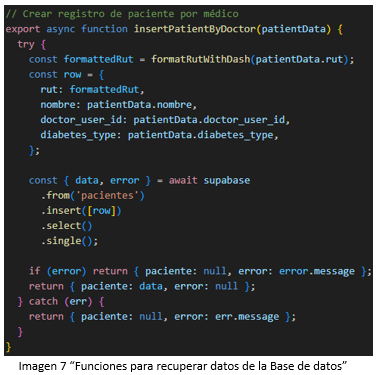 // Crear registro de paciente por médico
export async function insertPatientByDoctor(patientData) {
  try {
    const formattedRut = formatRutWithDash(patientData.rut);
    const row = {
      rut: formattedRut,
      nombre: patientData.nombre,
      doctor_user_id: patientData.doctor_user_id,
      diabetes_type: patientData.diabetes_type,
    };

    const { data, error } = await supabase
      .from('pacientes')
      .insert([row])
      .select()
      .single();

    if (error) return { paciente: null, error: error.message };
    return { paciente: data, error: null };
  } catch (err) {
    return { paciente: null, error: err.message };
  }
}
Imagen 7 “Funciones para recuperar datos de la Base de datos”